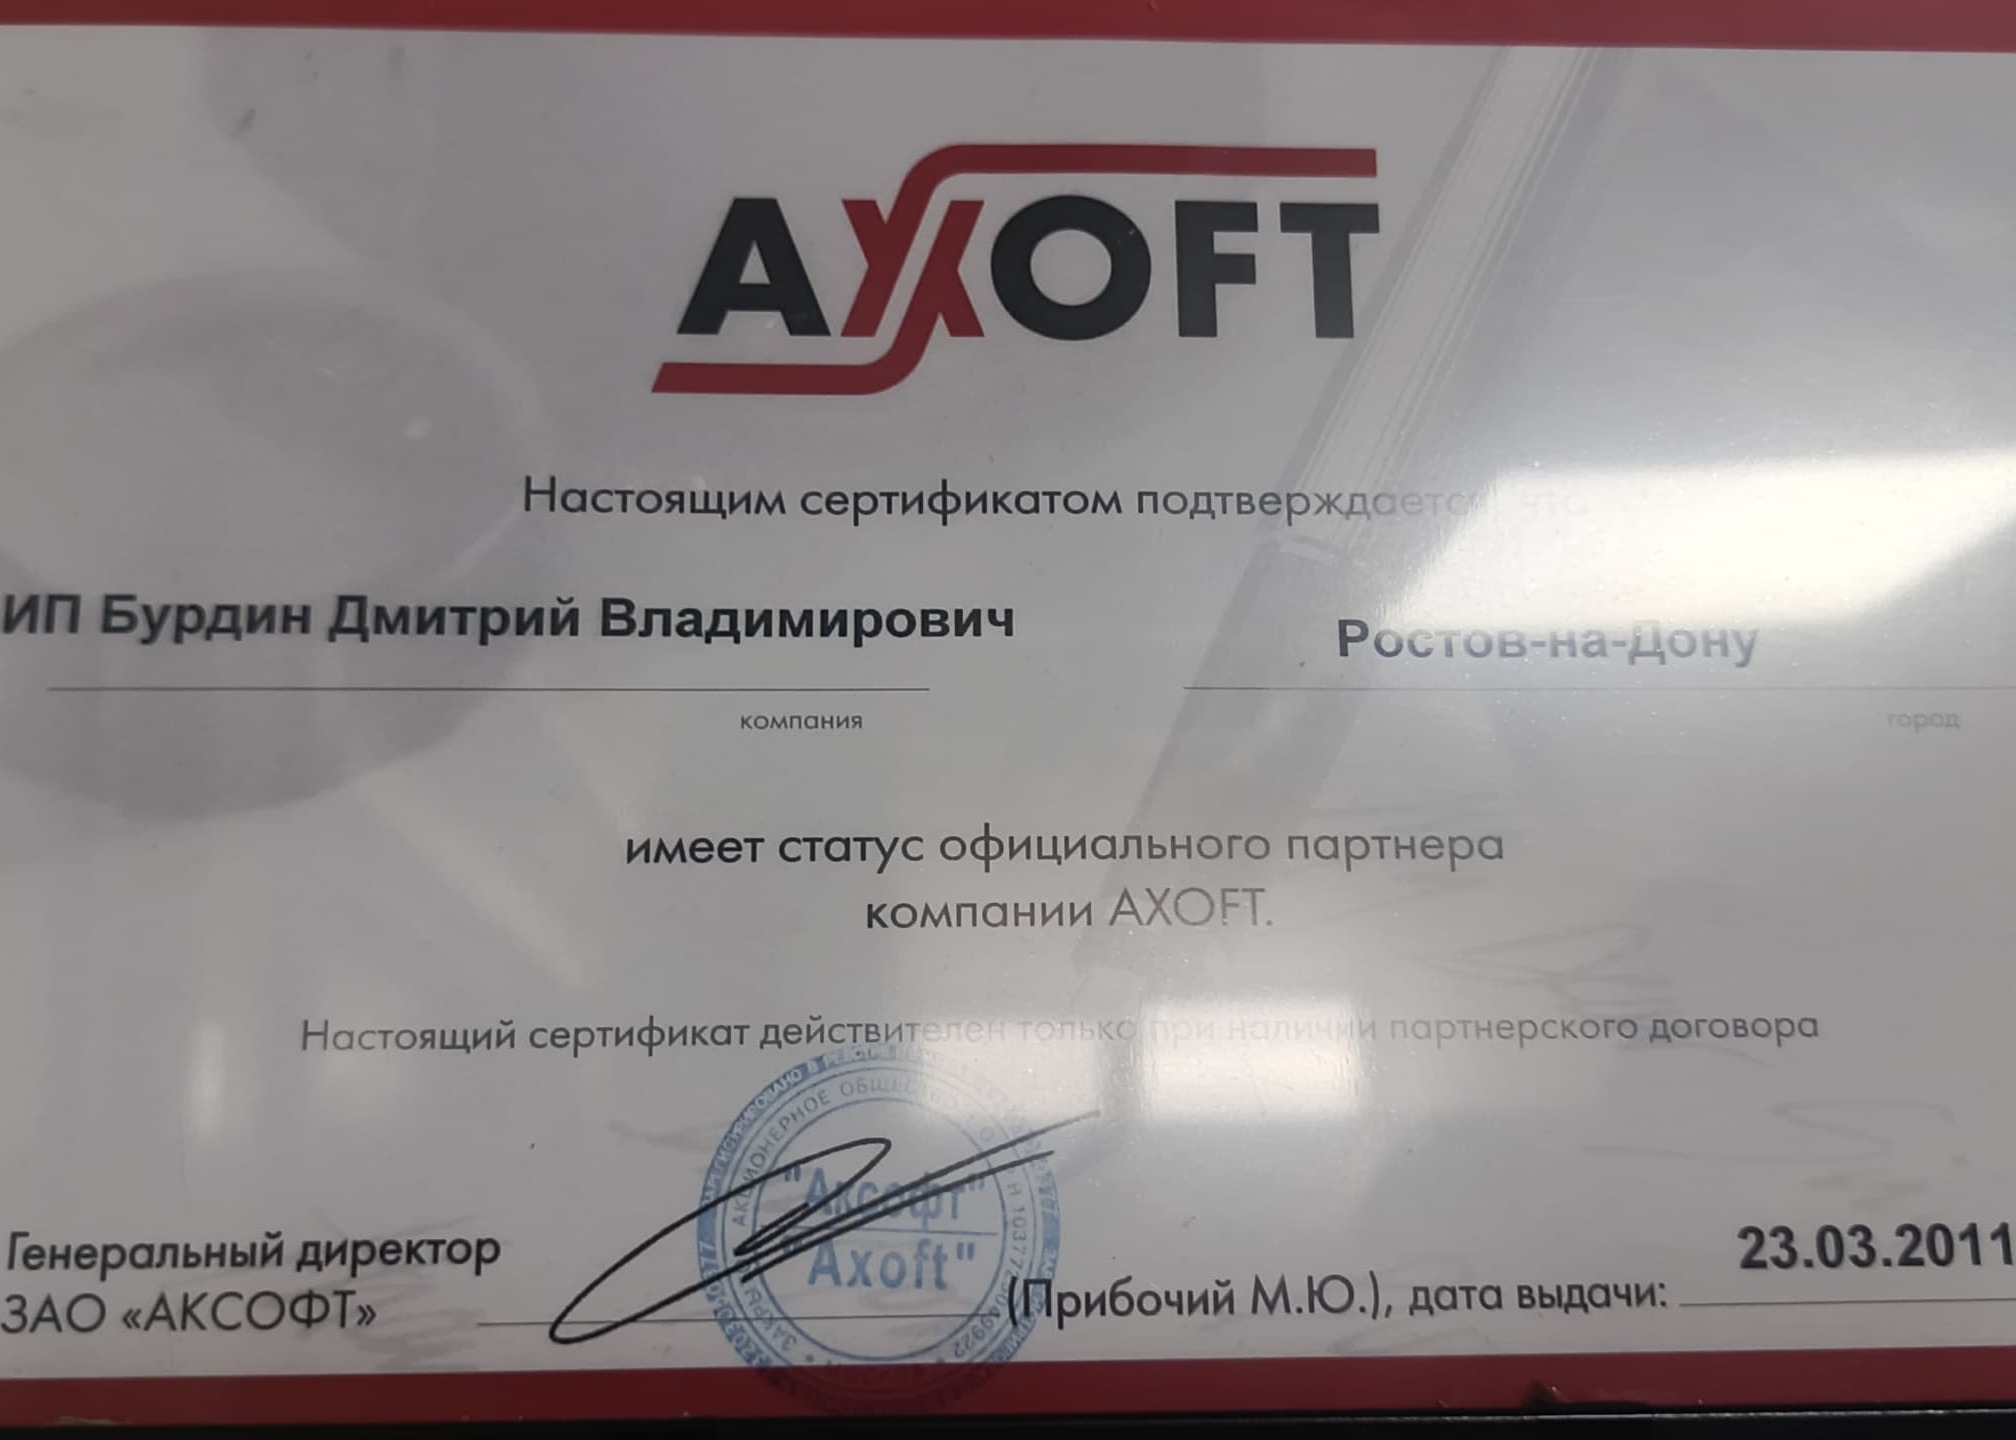 AXOFT
Настоящим сертификатом подтверждается, что
ИП Бурдин Дмитрий Владимирович
Ростов-на-Дону
компания
город
имеет статус официального партнера
компании AXOFT.
Настоящий сертификат действителен только при наличии партнерского договора
АКЦИОНЕРНОЕ
"Аксофт"
"Axoft"
Генеральный директор
ЗАО «АКСОФТ»
(Прибочий М.Ю.), дата выдачи:
23.03.2011